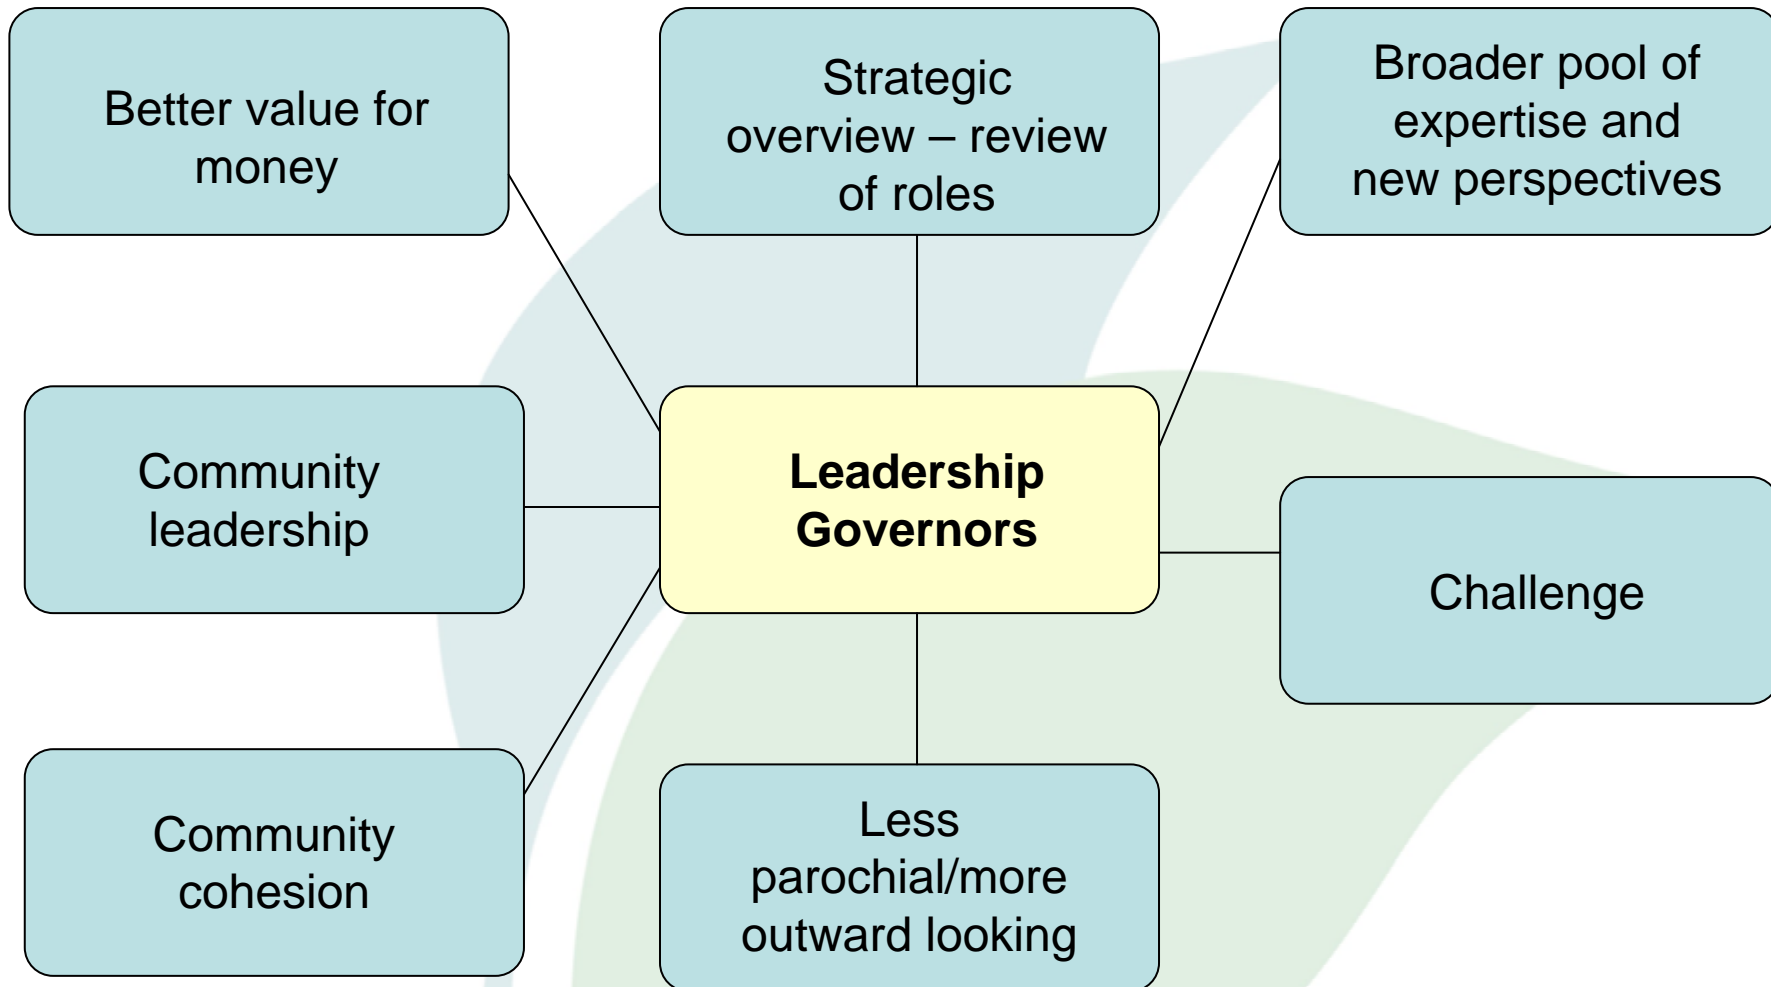 Better value for
money
Strategic
overview – review
of roles
Broader pool of
expertise and
new perspectives
Community
leadership
Leadership
Governors
Challenge
Community
cohesion
Less
parochial/more
outward looking